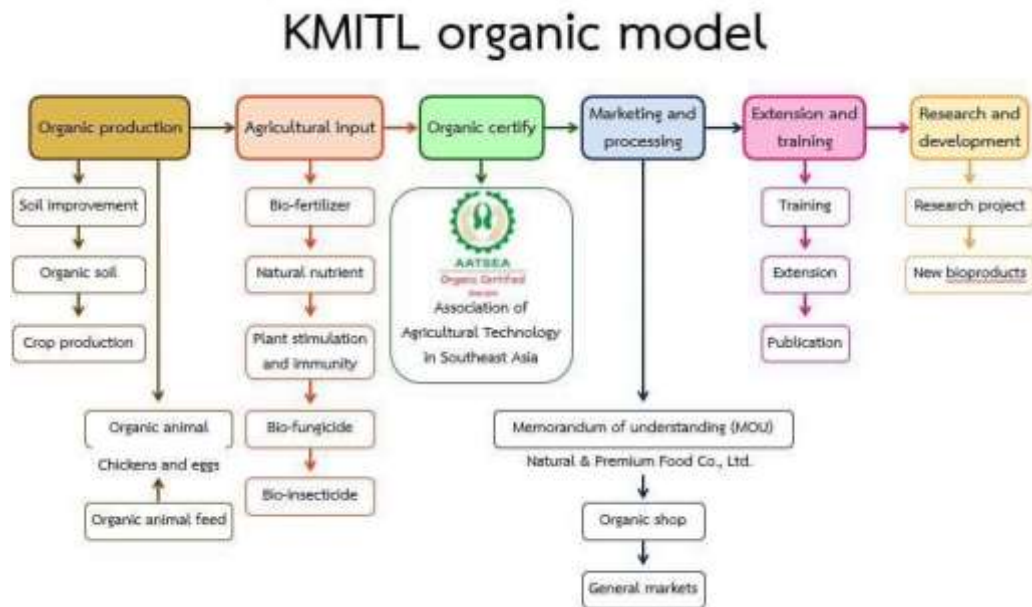 KMITL organic model
Organic production
Agricultural input
Organic certify
Marketing and
processing
Extension and
training
Research and
development
Soil improvement
Organic soil
Crop production
Organic animal
Chickens and eggs
Organic animal feed
Bio-fertilizer
Natural nutrient
Plant stimulation
and immunity
Bio-fungicide
Bio-insecticide
AATSEA
Organic Certified
Association of
Agricultural Technology
in Southeast Asia
Memorandum of understanding (MOU)
Natural & Premium Food Co., Ltd.
Organic shop
General markets
Training
Extension
Publication
Research project
New bioproducts